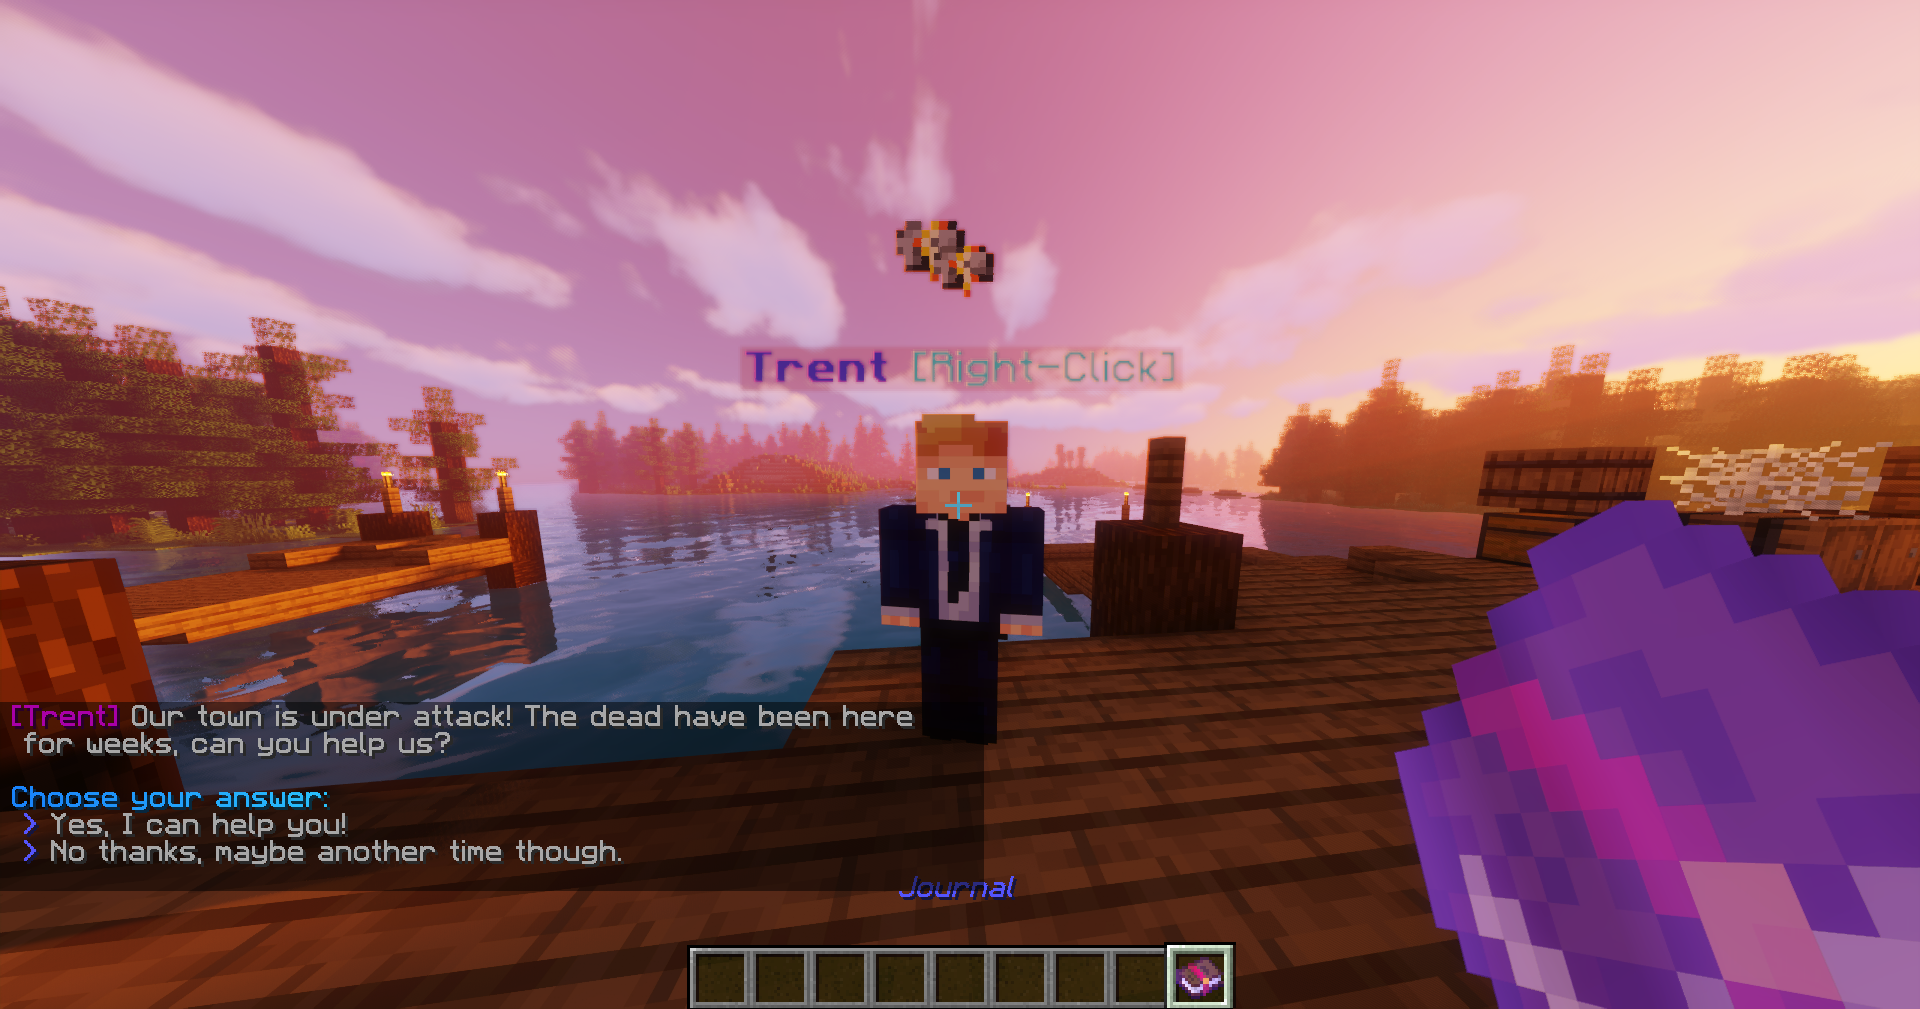 Trent [Right-Click]
[Trent] Our town is under attack! The dead have been here
for weeks, can you help us?
Choose your answer:
> Yes, I can help you!
> No thanks, maybe another time though.
Journal